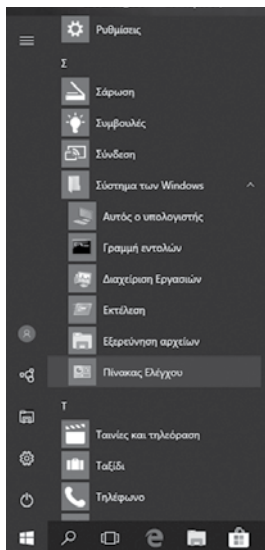 Ρυθμίσεις
Σ
Σάρωση
Συμβουλές
Σύνδεση
Σύστημα των Windows
Αυτός ο υπολογιστής
Γραμμή εντολών
Διαχείριση Εργασιών
Εκτέλεση
Εξερεύνηση αρχείων
Πίνακας Ελέγχου
Τ
Ταινίες και τηλεόραση
Ταξίδι
Τηλέφωνο